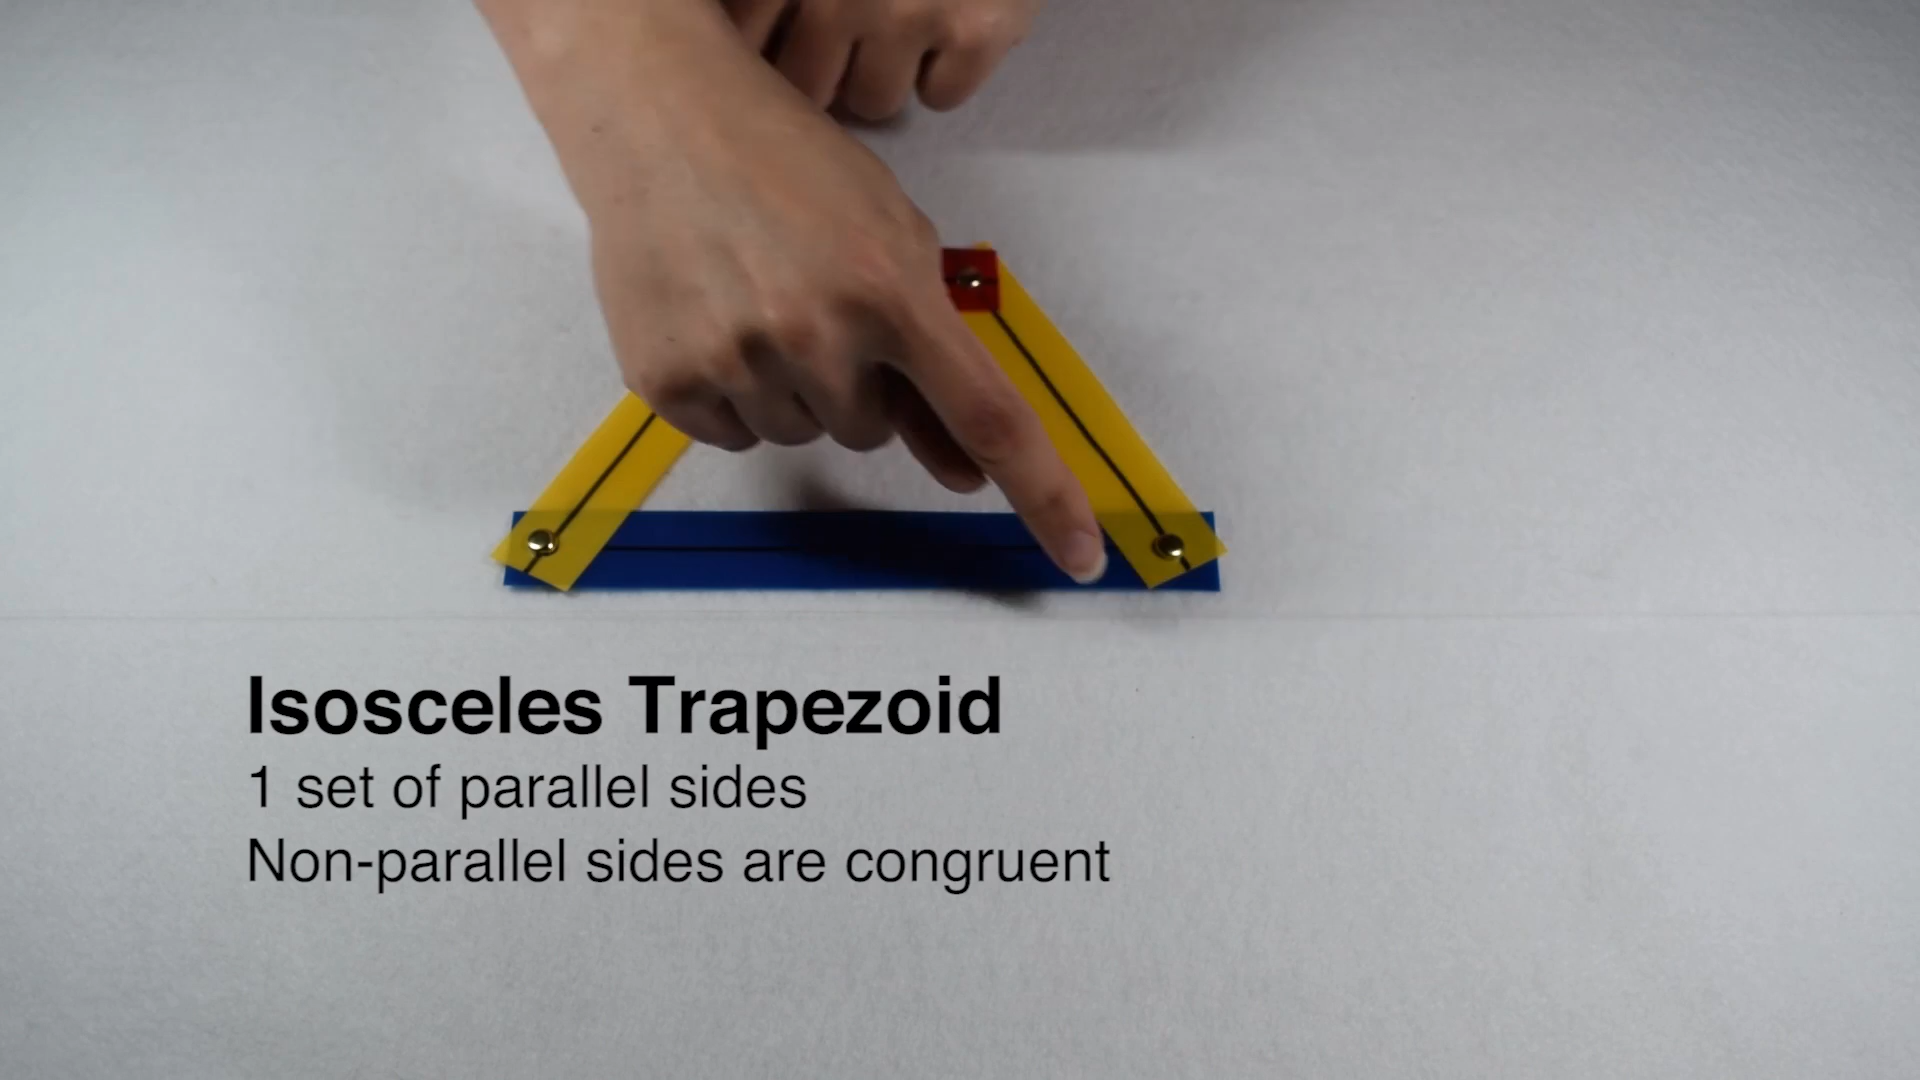 Isosceles Trapezoid
1 set of parallel sides
Non-parallel sides are congruent